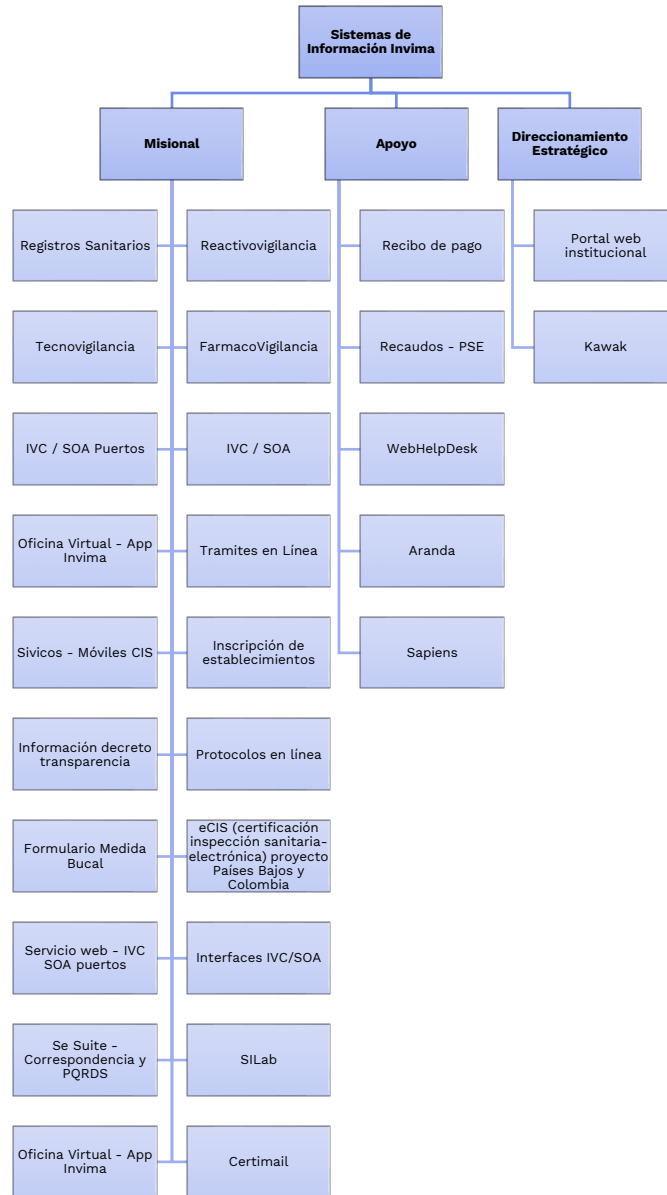 Sistemas de
Información Invima
Misional
Apoyo
Direccionamiento
Estratégico
Registros Sanitarios
Reactivovigilancia
Recibo de pago
Portal web
institucional
Tecnovigilancia
FarmacoVigilancia
Recaudos - PSE
Kawak
IVC / SOA Puertos
IVC / SOA
WebHelpDesk
Oficina Virtual - App
Invima
Tramites en Línea
Aranda
Sivicos - Móviles CIS
Inscripción de
establecimientos
Sapiens
Información decreto
transparencia
Protocolos en línea
Formulario Medida
Bucal
eCIS (certificación
inspección sanitaria-
electrónica) proyecto
Países Bajos y
Colombia
Servicio web - IVC
SOA puertos
Interfaces IVC/SOA
Se Suite -
Correspondencia y
PQRDS
SILab
Oficina Virtual - App
Invima
Certimail